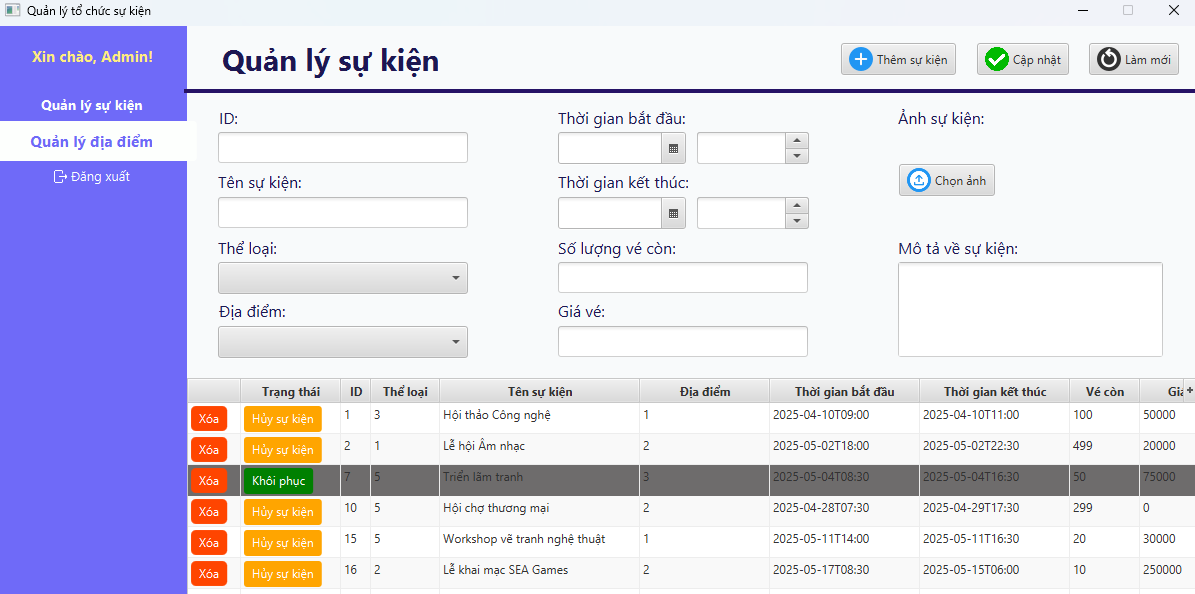 Quản lý tổ chức sự kiện
Xin chào, Admin!
Quản lý sự kiện
Quản lý địa điểm
Đăng xuất
Quản lý sự kiện
Thêm sự kiện
Cập nhật
Làm mới
ID:
Thời gian bắt đầu:
Ảnh sự kiện:
Chọn ảnh
Tên sự kiện:
Thời gian kết thúc:
Thể loại:
Số lượng vé còn:
Mô tả về sự kiện:
Địa điểm:
Giá vé:
Trạng thái ID Thể loại Tên sự kiện Địa điểm Thời gian bắt đầu Thời gian kết thúc Vé còn Giá +
Xóa Hủy sự kiện 1 3 Hội thảo Công nghệ 1 2025-04-10T09:00 2025-04-10T11:00 100 50000
Xóa Hủy sự kiện 2 1 Lễ hội Âm nhạc 2 2025-05-02T18:00 2025-05-02T22:30 499 20000
Xóa Khôi phục 7 5 Triển lãm tranh 3 2025-05-04T08:30 2025-05-04T16:30 50 75000
Xóa Hủy sự kiện 10 5 Hội chợ thương mại 2 2025-04-28T07:30 2025-04-29T17:30 299 0
Xóa Hủy sự kiện 15 5 Workshop vẽ tranh nghệ thuật 1 2025-05-11T14:00 2025-05-11T16:30 20 30000
Xóa Hủy sự kiện 16 2 Lễ khai mạc SEA Games 2 2025-05-17T08:30 2025-05-15T06:00 10 250000